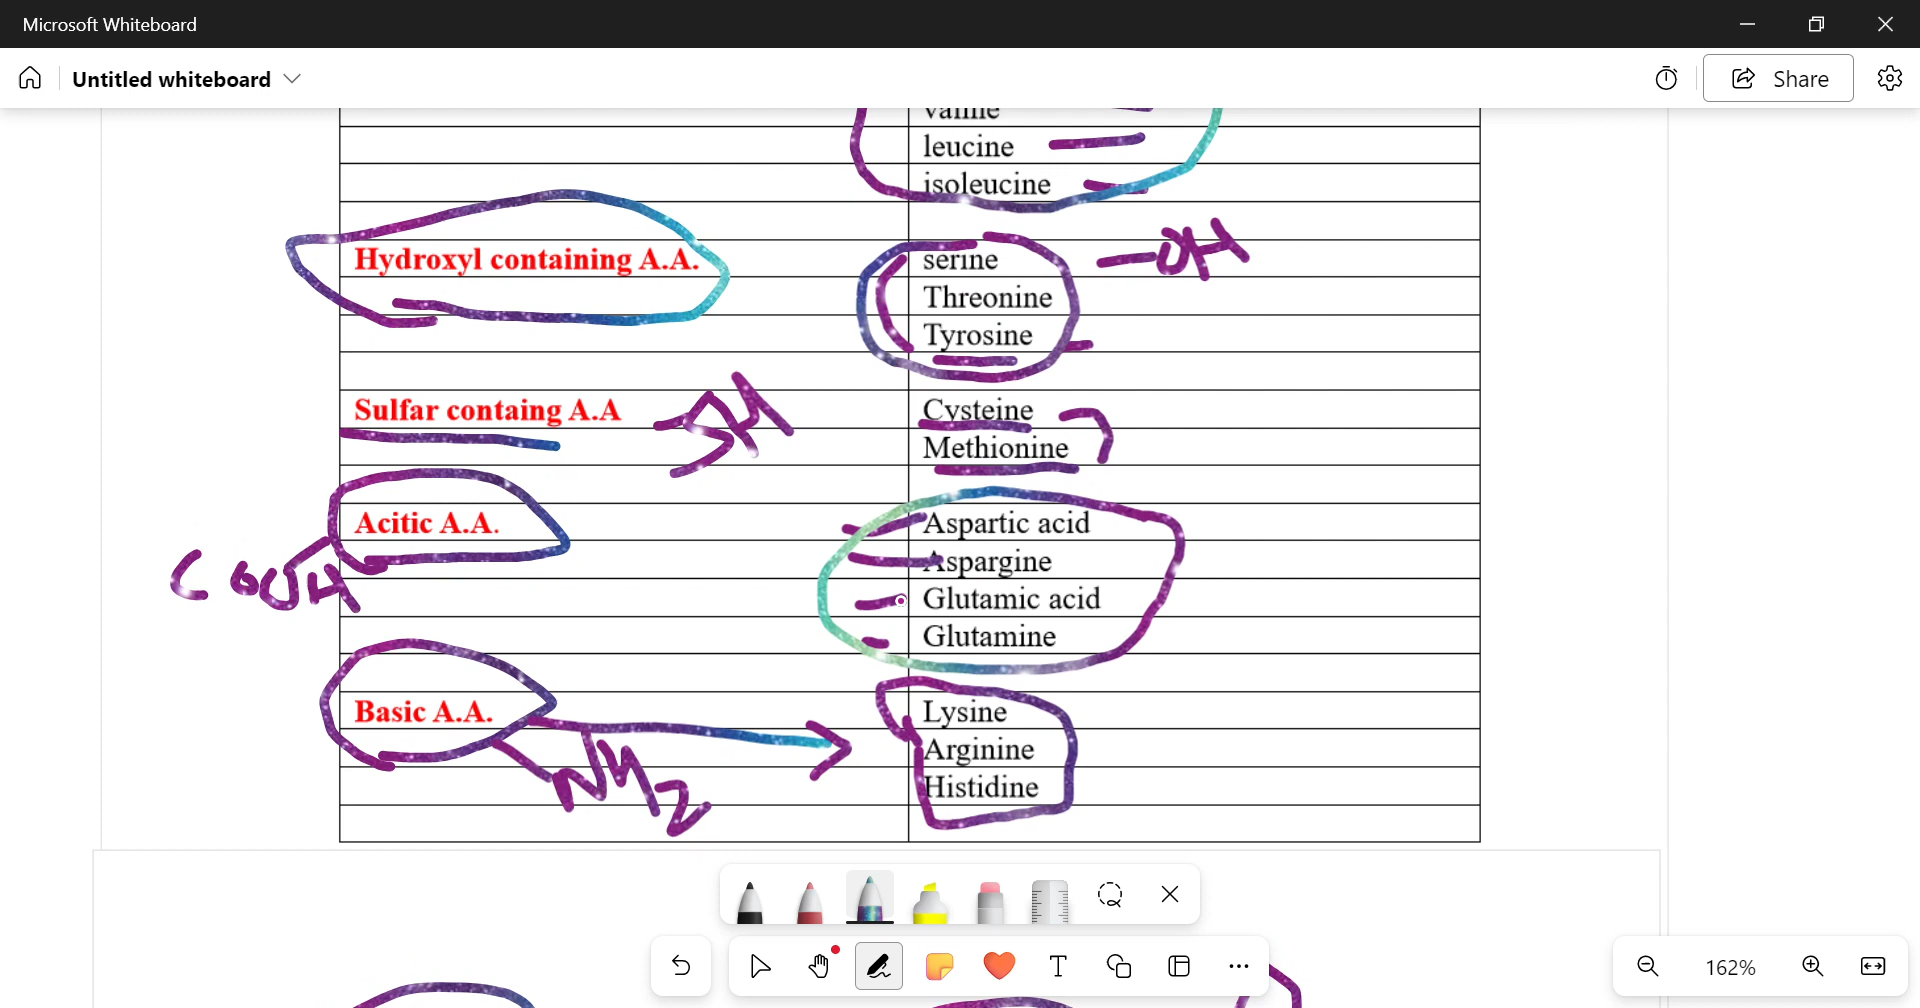 Microsoft Whiteboard
Untitled whiteboard
Share
valine
leucine
isoleucine
Hydroxyl containing A.A.
serine
-OH
Threonine
Tyrosine
Sulfar containg A.A
SH
Cysteine
Methionine
Acitic A.A.
Aspartic acid
COOH
Aspargine
Glutamic acid
Glutamine
Basic A.A.
Lysine
Arginine
NH2
Histidine
T
162%